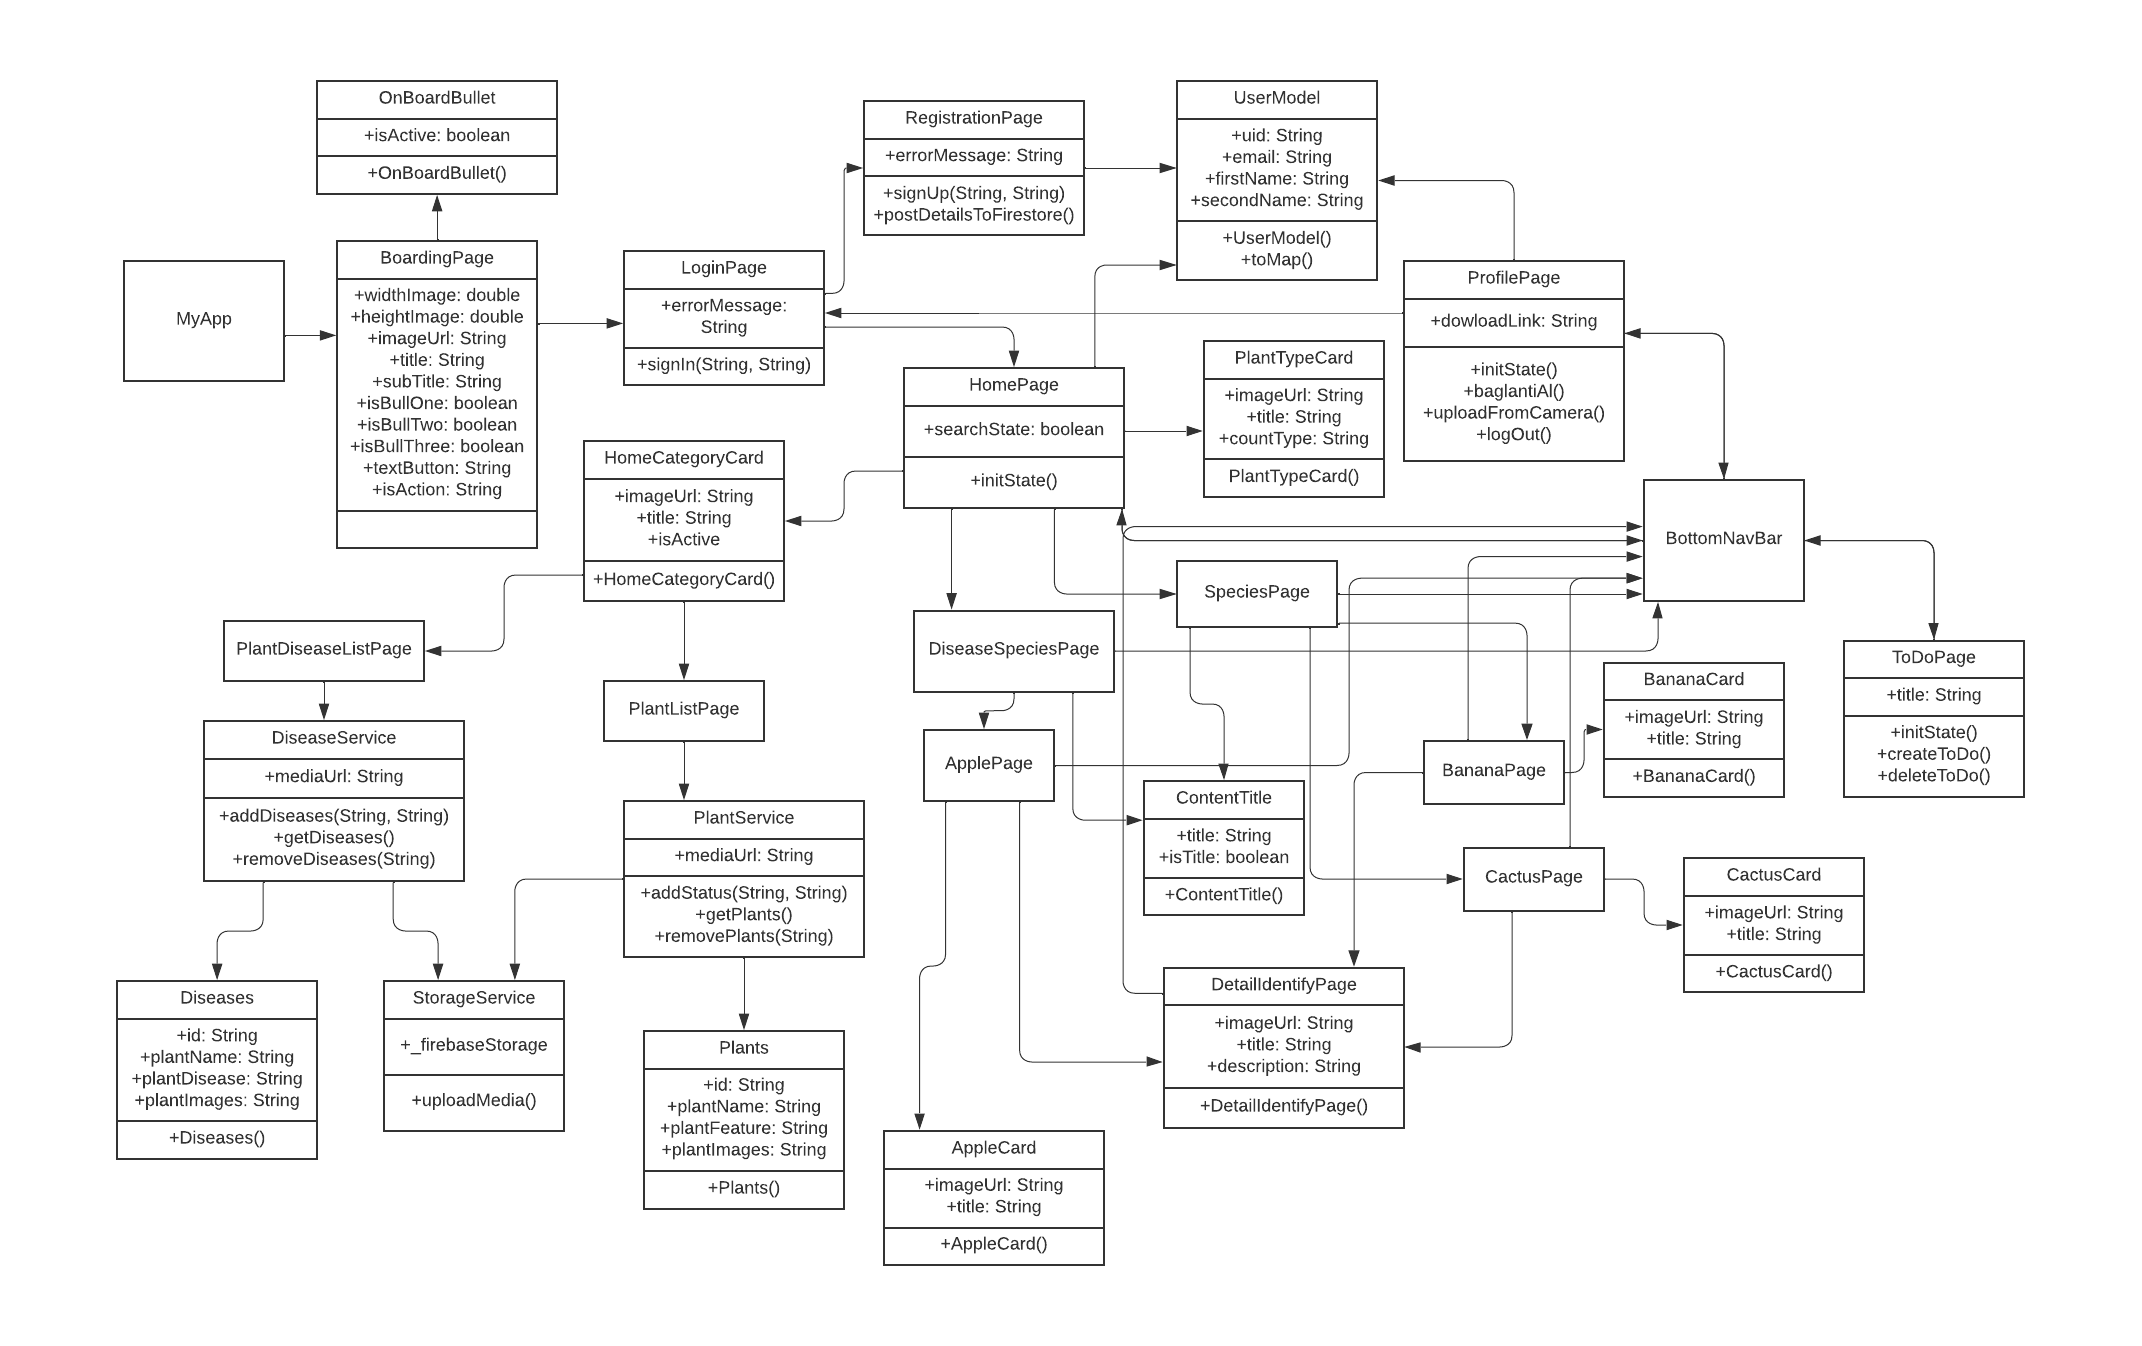 OnBoardBullet
+isActive: boolean
+OnBoardBullet()
RegistrationPage
+errorMessage: String
+signUp(String, String)
+postDetailsToFirestore()
UserModel
+uid: String
+email: String
+firstName: String
+secondName: String
+UserModel()
+toMap()
MyApp
BoardingPage
+widthImage: double
+heightImage: double
+imageUrl: String
+title: String
+subTitle: String
+isBullOne: boolean
+isBullTwo: boolean
+isBullThree: boolean
+textButton: String
+isAction: String
LoginPage
+errorMessage:
String
+signIn(String, String)
ProfilePage
+dowloadLink: String
+initState()
+baglantiAl()
+uploadFromCamera()
+logOut()
HomePage
+searchState: boolean
+initState()
PlantTypeCard
+imageUrl: String
+title: String
+countType: String
PlantTypeCard()
HomeCategoryCard
+imageUrl: String
+title: String
+isActive
+HomeCategoryCard()
BottomNavBar
SpeciesPage
DiseaseSpeciesPage
PlantDiseaseListPage
ToDoPage
+title: String
+initState()
+createToDo()
+deleteToDo()
BananaCard
+imageUrl: String
+title: String
+BananaCard()
PlantListPage
DiseaseService
+mediaUrl: String
+addDiseases(String, String)
+getDiseases()
+removeDiseases(String)
ApplePage
BananaPage
ContentTitle
+title: String
+isTitle: boolean
+ContentTitle()
PlantService
+mediaUrl: String
+addStatus(String, String)
+getPlants()
+removePlants(String)
CactusPage
CactusCard
+imageUrl: String
+title: String
+CactusCard()
Diseases
+id: String
+plantName: String
+plantDisease: String
+plantImages: String
+Diseases()
StorageService
+_firebaseStorage
+uploadMedia()
DetailIdentifyPage
+imageUrl: String
+title: String
+description: String
+DetailIdentifyPage()
Plants
+id: String
+plantName: String
+plantFeature: String
+plantImages: String
+Plants()
AppleCard
+imageUrl: String
+title: String
+AppleCard()